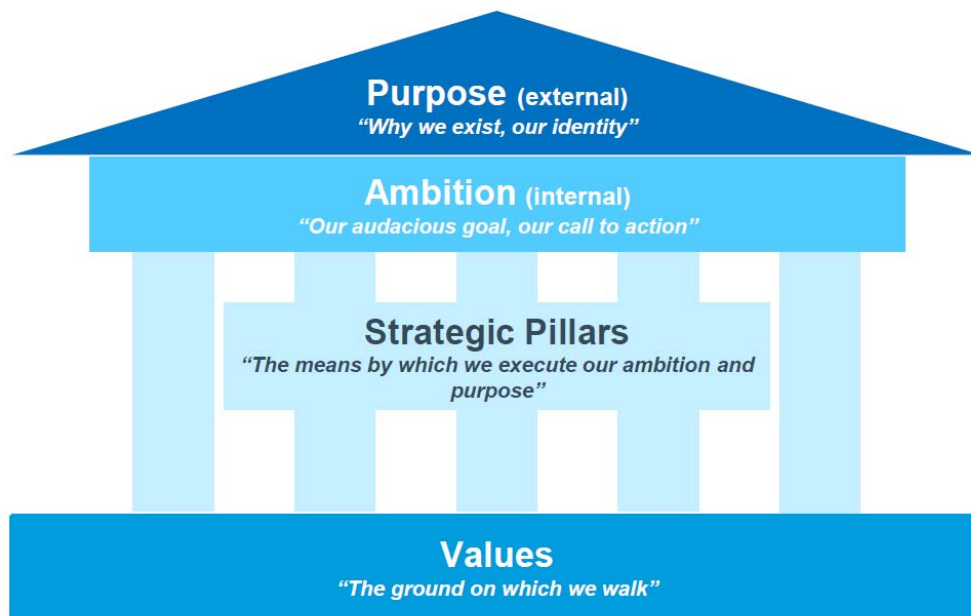 Purpose (external)
“Why we exist, our identity”
Ambition (internal)
“Our audacious goal, our call to action”
Strategic Pillars
“The means by which we execute our ambition and
purpose”
Values
“The ground on which we walk”